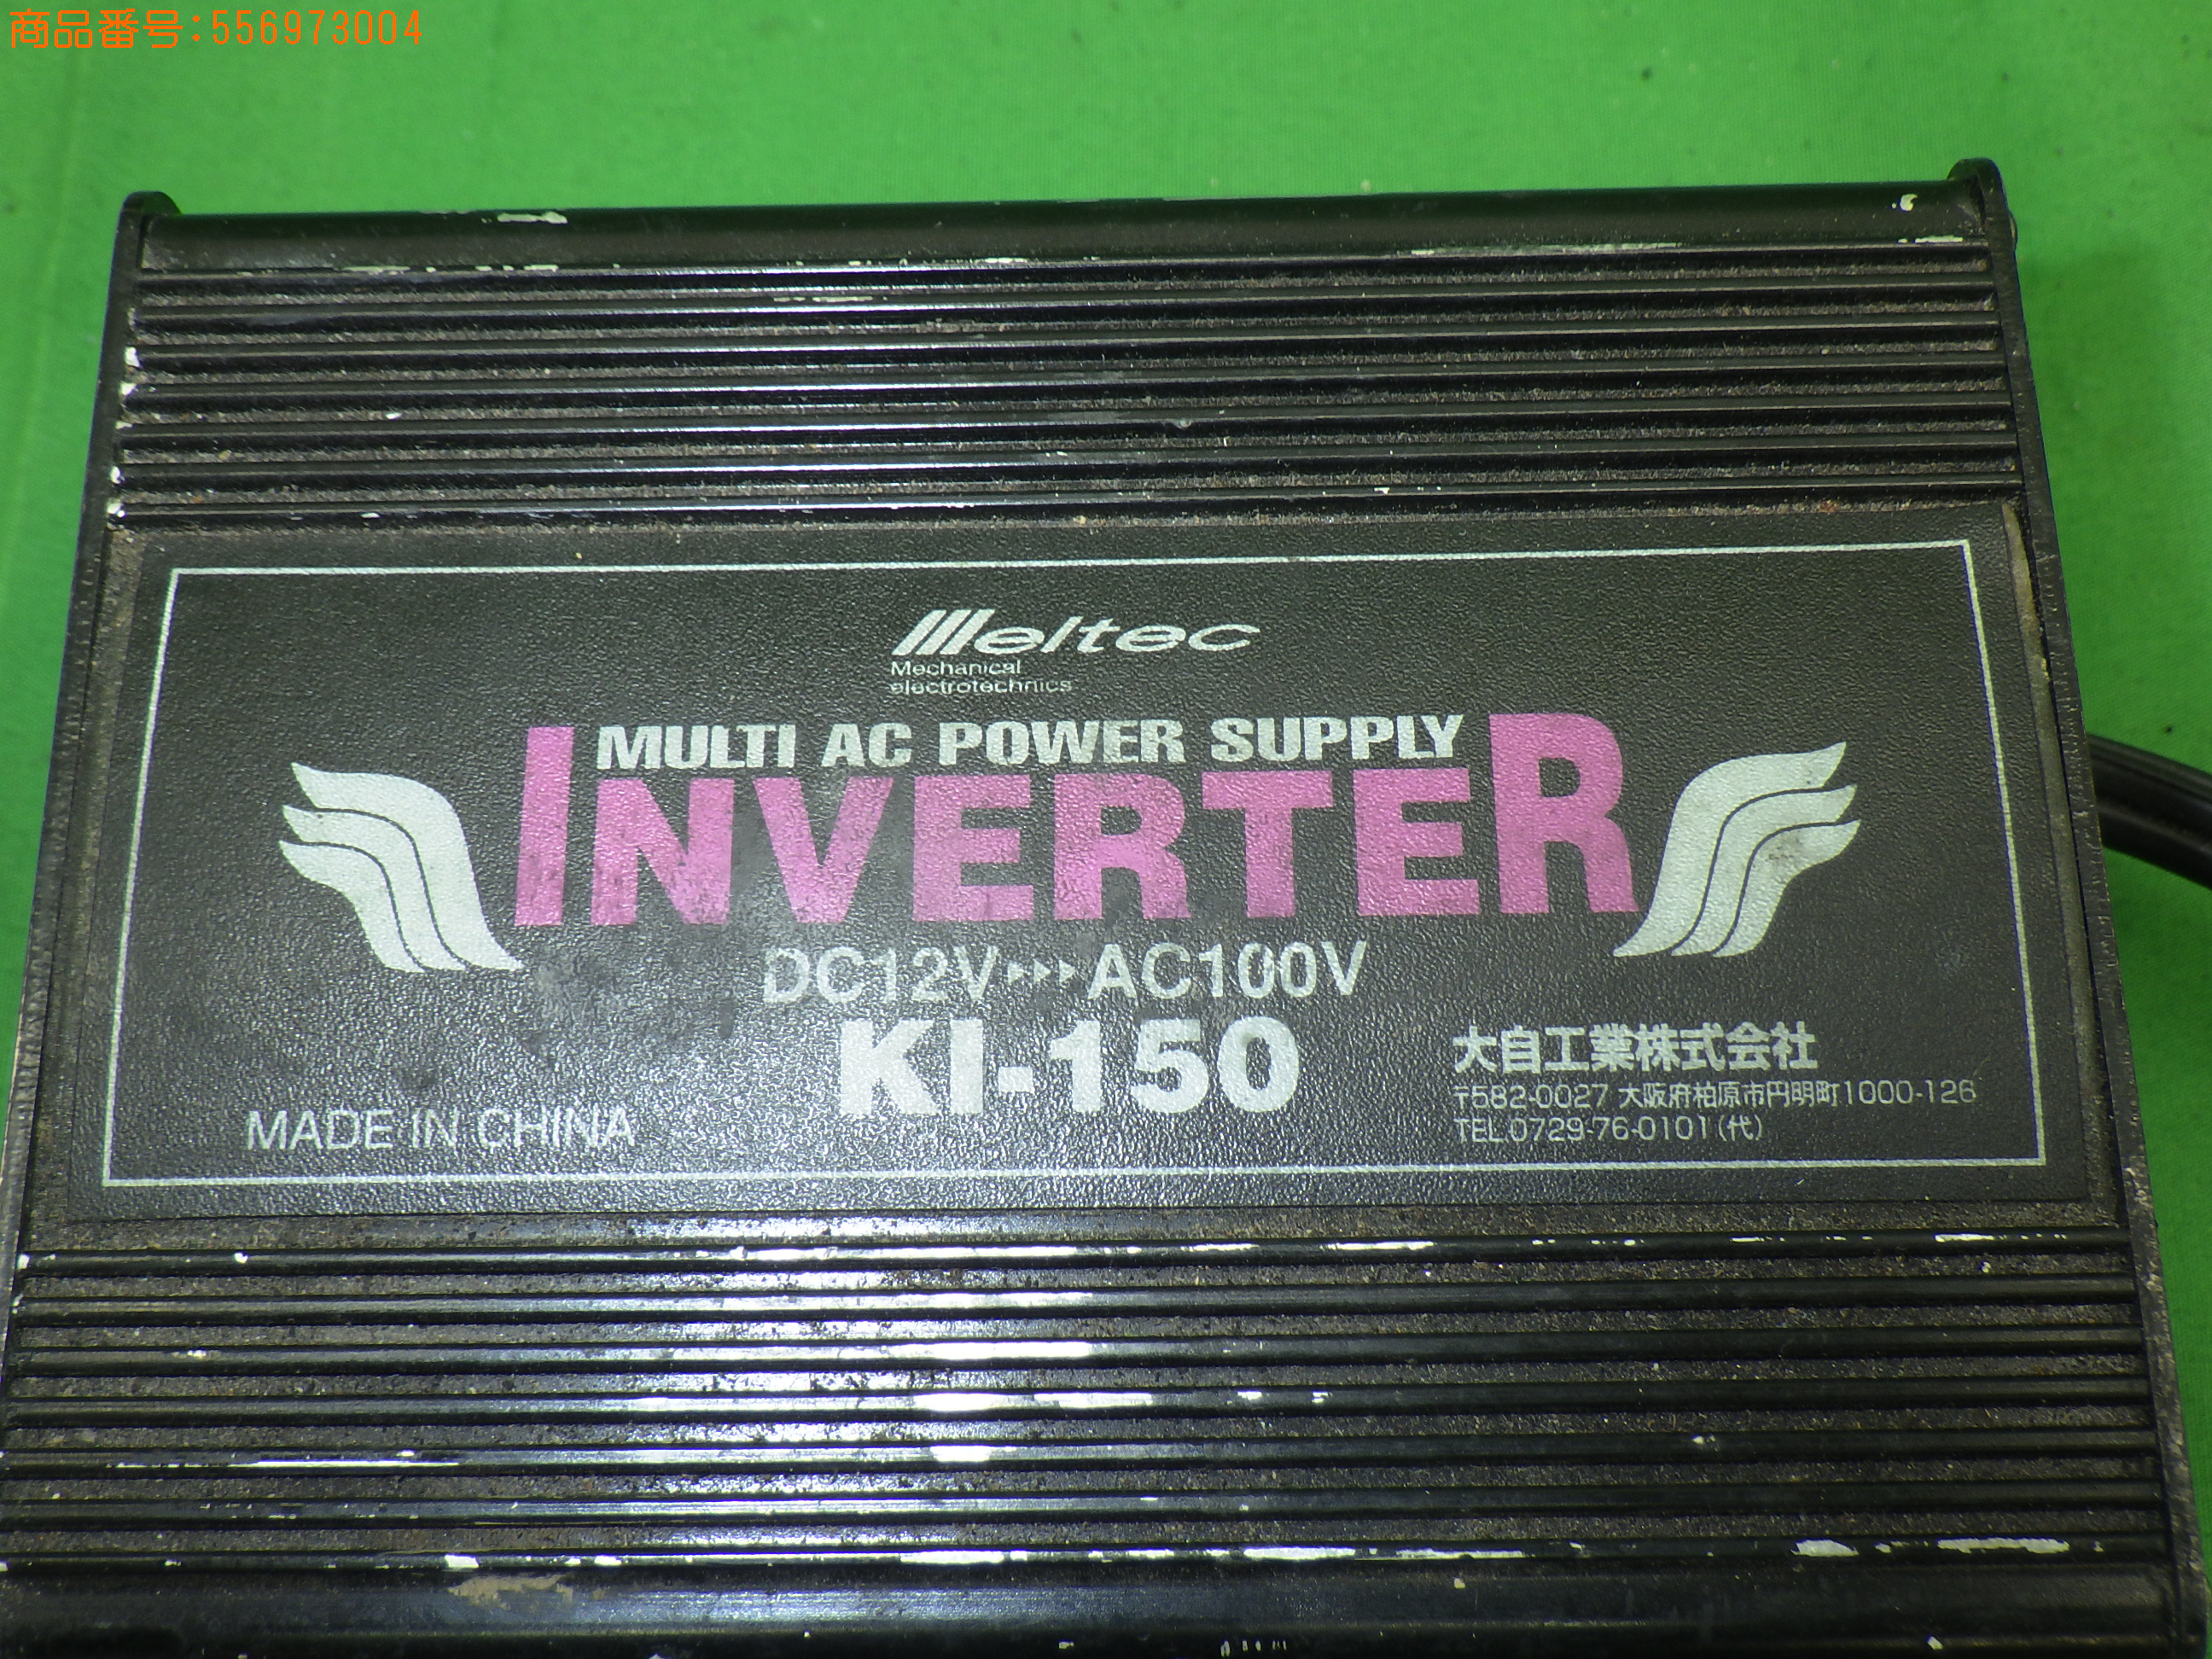 商品番号:556973004
Meltec
Mechanical
electrotechnics
MULTI AC POWER SUPPLY
INVERTER
DC12V▸▸▸AC100V
KI-150
MADE IN CHINA
大自工業株式会社
〒582-0027 大阪府柏原市円明町1000-126
TEL.0729-76-0101(代)